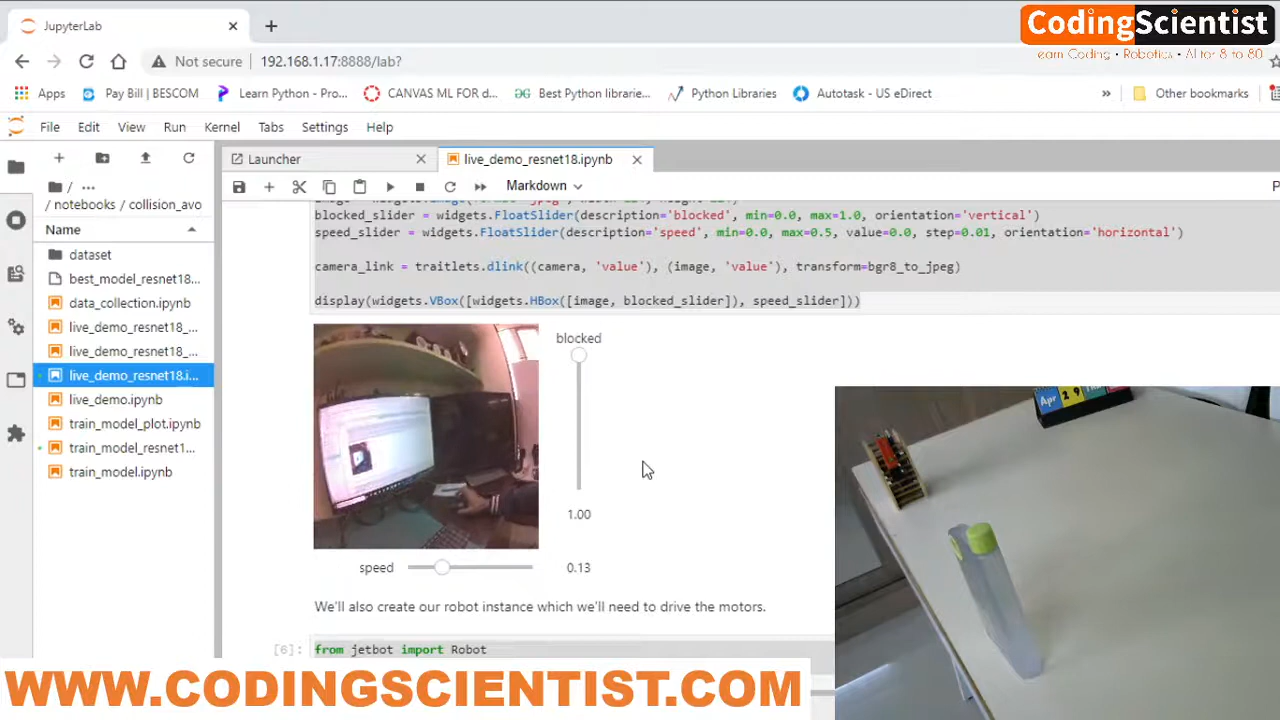 JupyterLab
CodingScientist
earn Coding • Robotics • AI for 8 to 80
Not secure 192.168.1.17:8888/lab?
Apps Pay Bill | BESCOM Learn Python - Pro... CANVAS ML FOR d... Best Python librarie... Python Libraries Autotask - US eDirect » Other bookmarks
File Edit View Run Kernel Tabs Settings Help
Launcher live_demo_resnet18.ipynb
Markdown
/ ...
/ notebooks / collision_avo
Name
dataset
best_model_resnet18...
data_collection.ipynb
live_demo_resnet18_...
live_demo_resnet18_...
live_demo_resnet18.i...
live_demo.ipynb
train_model_plot.ipynb
train_model_resnet1...
train_model.ipynb
blocked_slider = widgets.FloatSlider(description='blocked', min=0.0, max=1.0, orientation='vertical')
speed_slider = widgets.FloatSlider(description='speed', min=0.0, max=0.5, value=0.0, step=0.01, orientation='horizontal')
camera_link = traitlets.dlink((camera, 'value'), (image, 'value'), transform=bgr8_to_jpeg)
display(widgets.VBox([widgets.HBox([image, blocked_slider]), speed_slider]))
blocked
1.00
speed 0.13
We'll also create our robot instance which we'll need to drive the motors.
[6]: from jetbot import Robot
Apr 19
WWW.CODINGSCIENTIST.COM